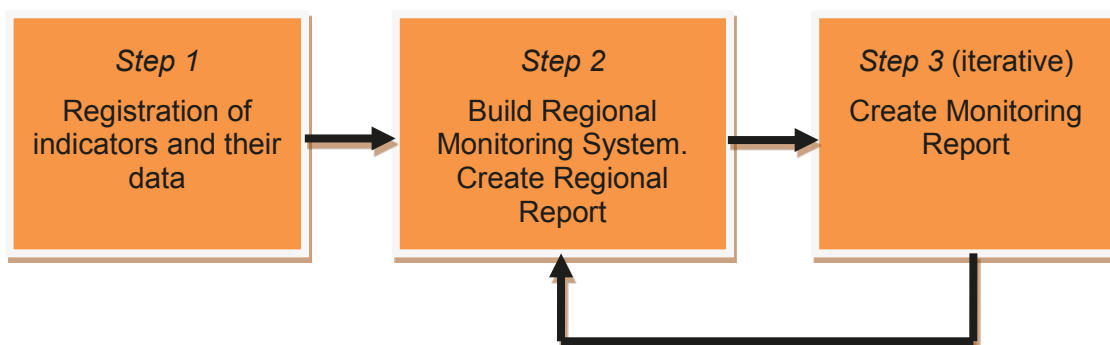 Step 1
Registration of
indicators and their
data
Step 2
Build Regional
Monitoring System.
Create Regional
Report
Step 3 (iterative)
Create Monitoring
Report